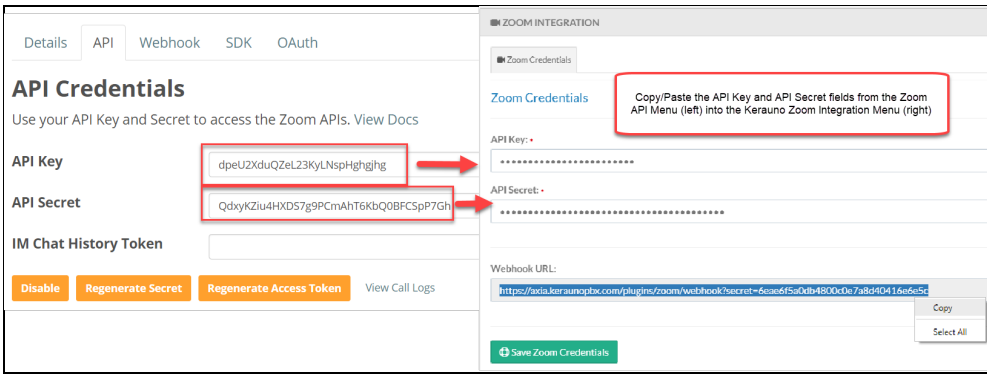 Details API Webhook SDK OAuth
API Credentials
Use your API Key and Secret to access the Zoom APIs. View Docs
API Key
dpeU2XduQZeL23KyLNspHghgjhg
API Secret
QdxyKZiu4HXDS7g9PCmAhT6KbQ0BFCSpP7Gh
IM Chat History Token
Disable Regenerate Secret Regenerate Access Token View Call Logs
ZOOM INTEGRATION
Zoom Credentials
Zoom Credentials
Copy/Paste the API Key and API Secret fields from the Zoom
API Menu (left) into the Kerauno Zoom Integration Menu (right)
API Key:
API Secret:
Webhook URL:
https://axia.keraunopbx.com/plugins/zoom/webhook?secret=6eae6f5a0db4800c0e7a8d40416e6e5c
Copy
Select All
Save Zoom Credentials